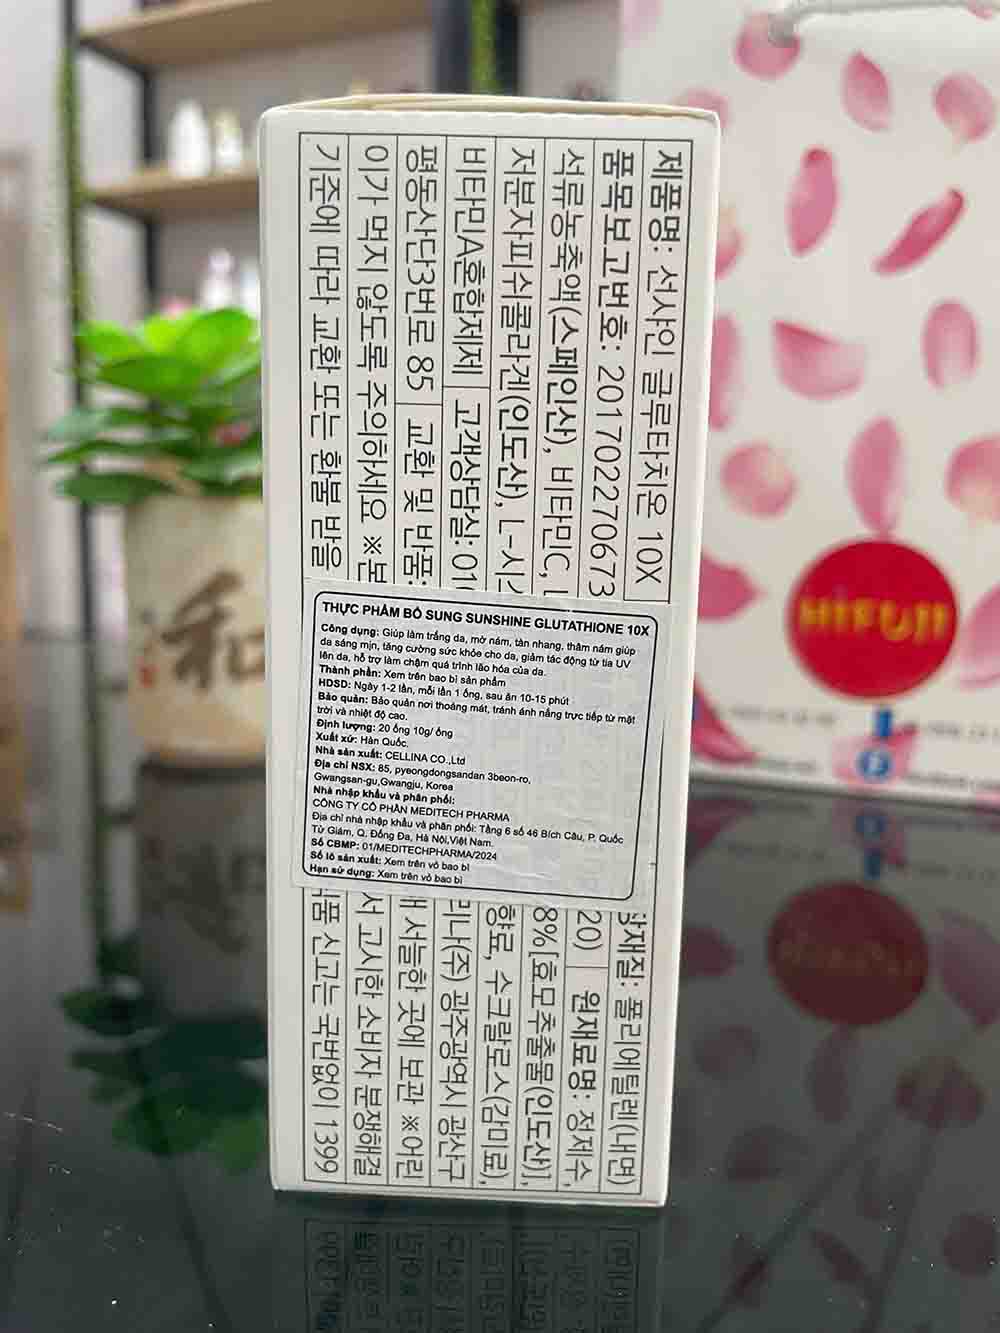 제품명: 선샤인 글루타치온 10X
품목보고번호: 201702270673
석류농축액(스페인산), 비타민C, L
저분자피쉬콜라겐(인도산), L-시
비타민A혼합제제 고객상담실: 01
평동산단3번로 85 교환 및 반품:
이가 먹지 않도록 주의하세요 ※본
기준에 따라 교환 또는 환불 받을
THỰC PHẨM BỔ SUNG SUNSHINE GLUTATHIONE 10X
Công dụng: Giúp làm trắng da, mờ nám, tàn nhang, thâm nám giúp
da sáng mịn, tăng cường sức khỏe cho da, giảm tác động từ tia UV
lên da, hỗ trợ làm chậm quá trình lão hóa của da.
Thành phần: Xem trên bao bì sản phẩm
HDSD: Ngày 1-2 lần, mỗi lần 1 ống, sau ăn 10-15 phút
Bảo quản: Bảo quản nơi thoáng mát, tránh ánh nắng trực tiếp từ mặt
trời và nhiệt độ cao.
Định lượng: 20 ống 10g/ ống
Xuất xứ: Hàn Quốc.
Nhà sản xuất: CELLINA CO.,Ltd
Địa chỉ NSX: 85, pyeongdongsandan 3beon-ro,
Gwangsan-gu,Gwangju, Korea
Nhà nhập khẩu và phân phối:
CÔNG TY CỔ PHẦN MEDITECH PHARMA
Địa chỉ nhà nhập khẩu và phân phối: Tầng 6 số 46 Bích Câu, P. Quốc
Tử Giám, Q. Đống Đa, Hà Nội,Việt Nam.
Số CBMP: 01/MEDITECHPHARMA/2024
Số lô sản xuất: Xem trên vỏ bao bì
Hạn sử dụng: Xem trên vỏ bao bì
장재질: 폴리에틸렌(내면)
20) 원재료명: 정제수,
8%[효모추출물(인도산)],
향료, 수크랄로스(감미료),
리나(주) 광주광역시 광산구
서늘한 곳에 보관 ※어린
서 고시한 소비자 분쟁해결
식품 신고는 국번없이 1399
HiFUJI
和